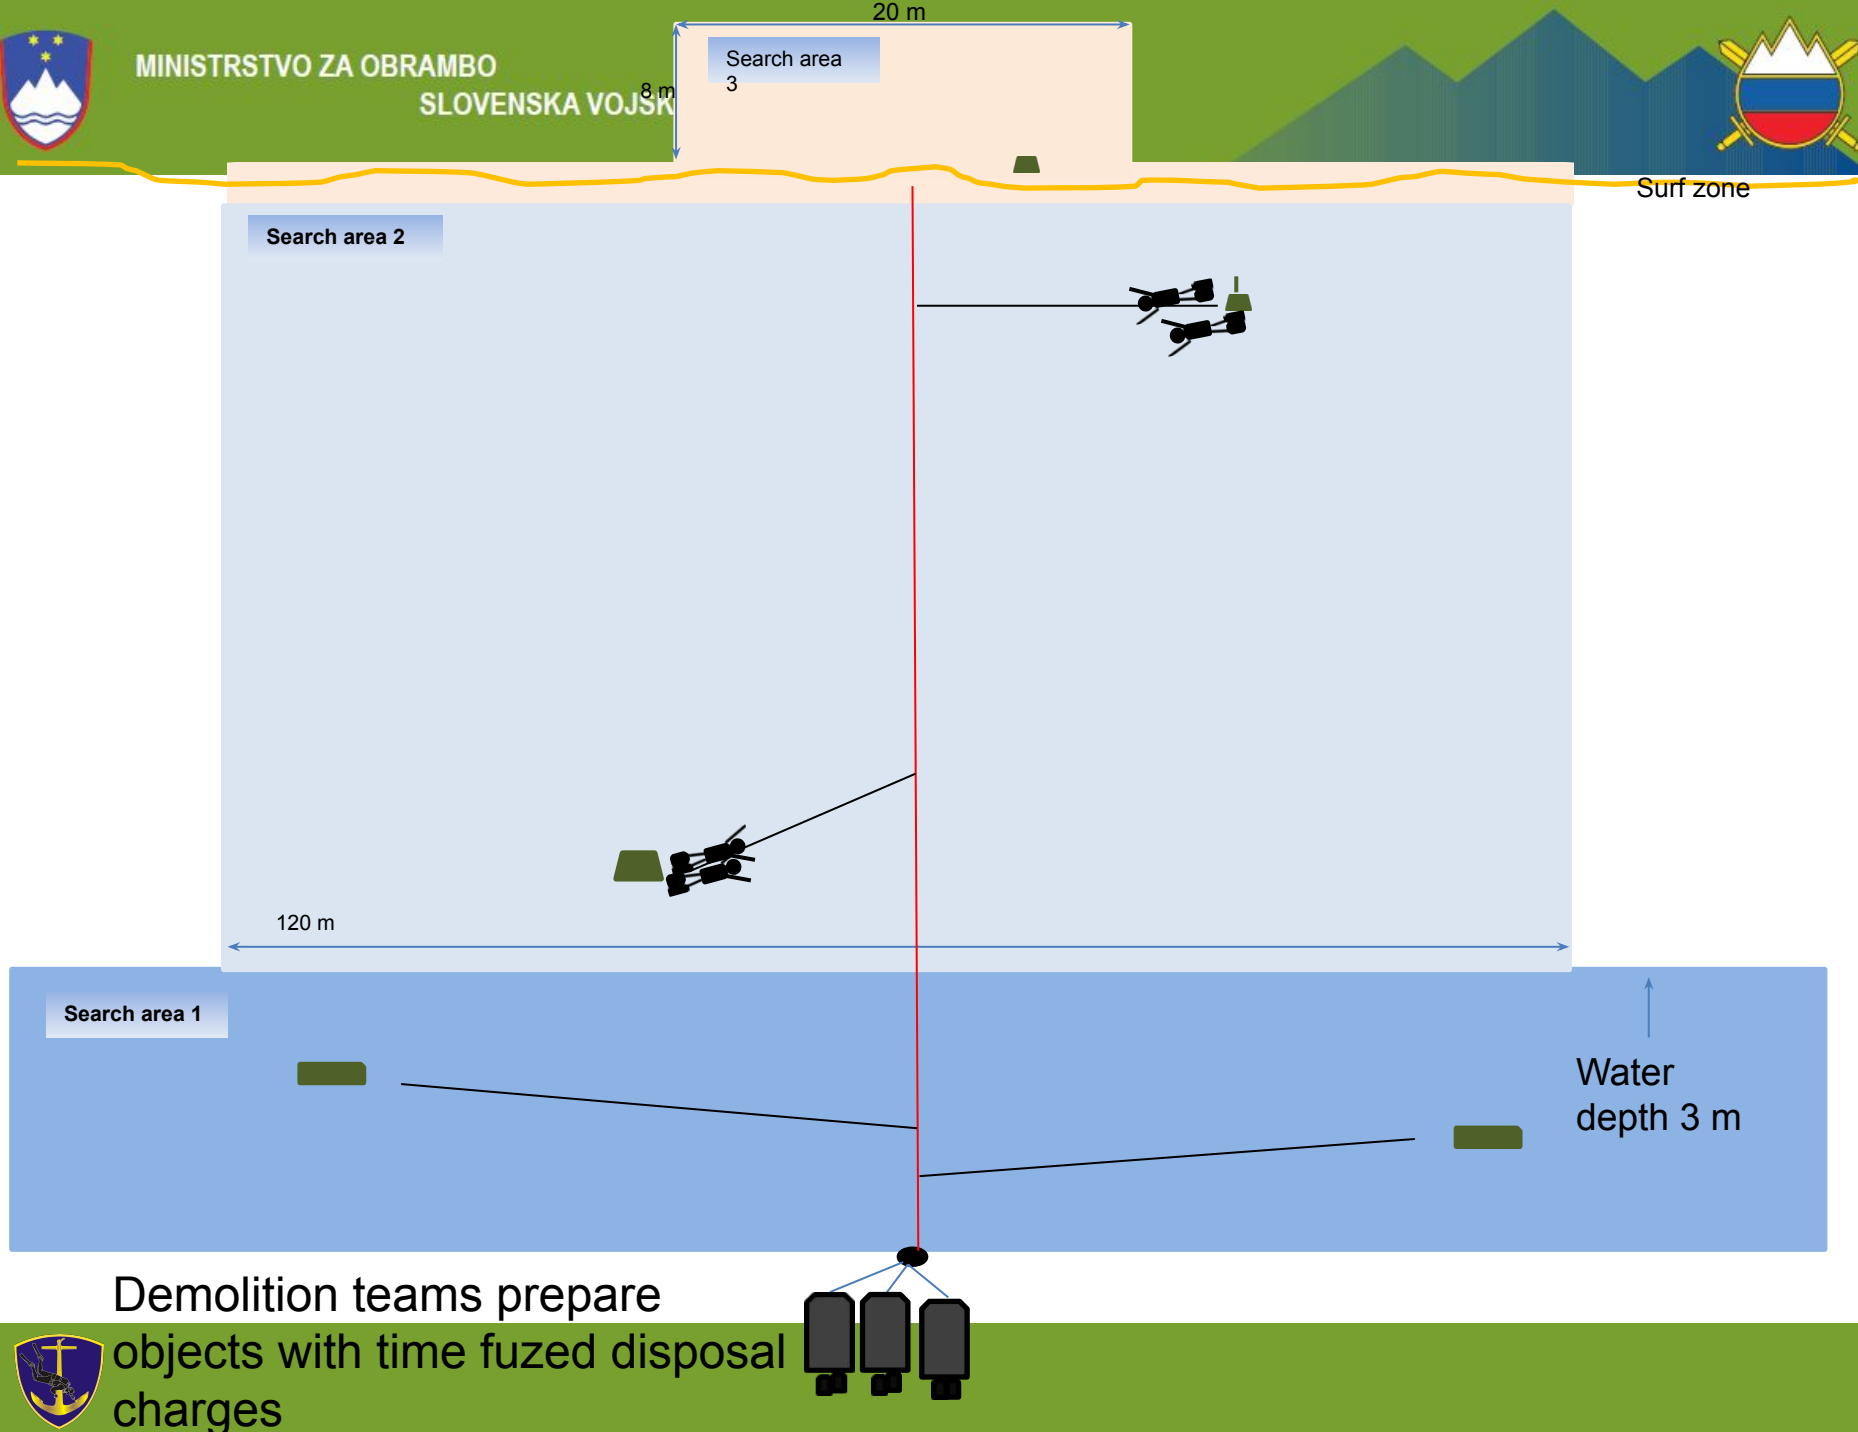 20 m
MINISTRSTVO ZA OBRAMBO
SLOVENSKA VOJSK
8 m
Search area
3
Surf zone
Search area 2
120 m
Search area 1
Water
depth 3 m
Demolition teams prepare
objects with time fuzed disposal
charges